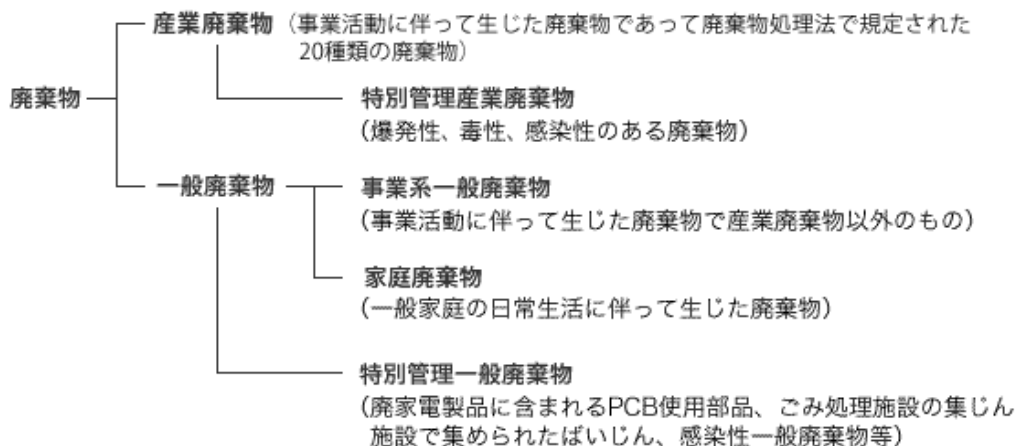 産業廃棄物（事業活動に伴って生じた廃棄物であって廃棄物処理法で規定された
20種類の廃棄物）
廃棄物
特別管理産業廃棄物
（爆発性、毒性、感染性のある廃棄物）
一般廃棄物
事業系一般廃棄物
（事業活動に伴って生じた廃棄物で産業廃棄物以外のもの）
家庭廃棄物
（一般家庭の日常生活に伴って生じた廃棄物）
特別管理一般廃棄物
（廃家電製品に含まれるPCB使用部品、ごみ処理施設の集じん
施設で集められたばいじん、感染性一般廃棄物等）